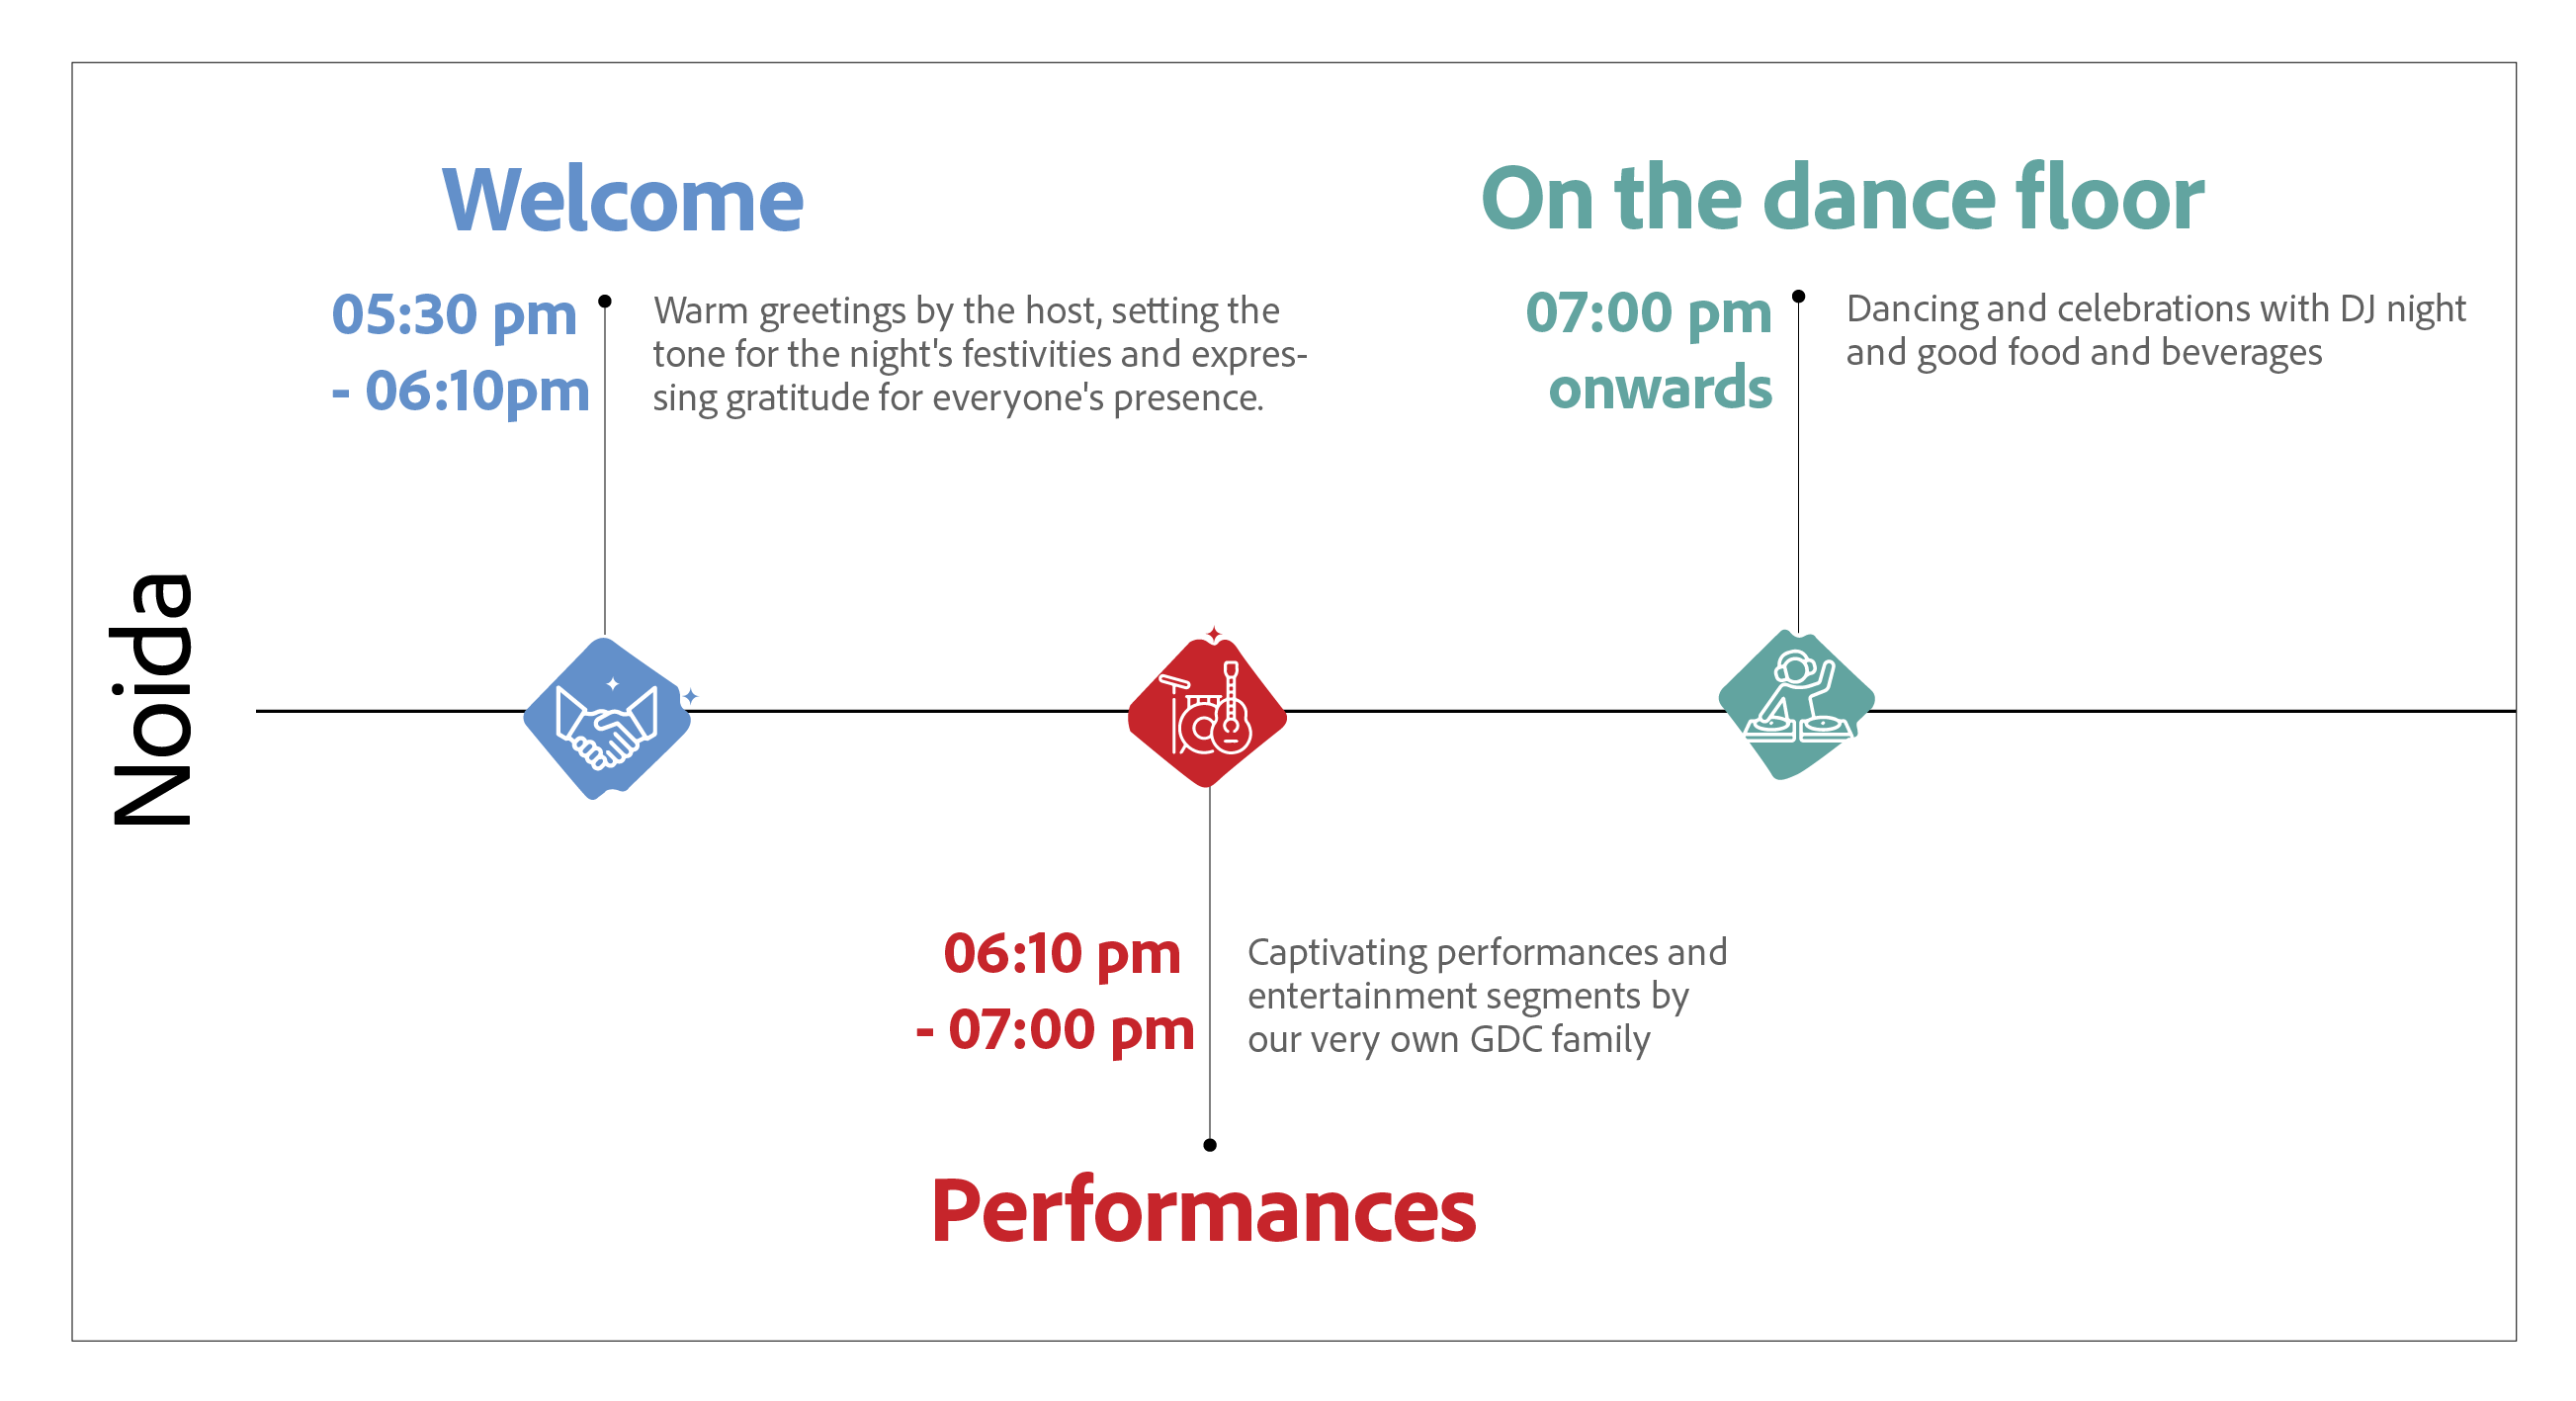 Noida
Welcome
05:30 pm
- 06:10pm
Warm greetings by the host, setting the
tone for the night's festivities and expres-
sing gratitude for everyone's presence.
06:10 pm
- 07:00 pm
Captivating performances and
entertainment segments by
our very own GDC family
Performances
On the dance floor
07:00 pm
onwards
Dancing and celebrations with DJ night
and good food and beverages